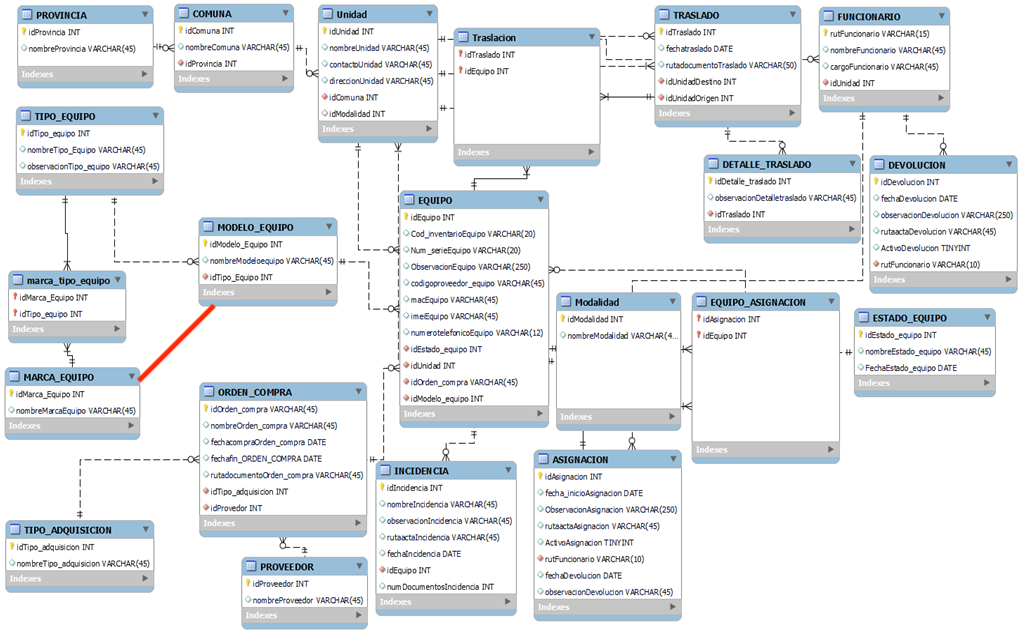 PROVINCIA
idProvincia INT
nombreProvincia VARCHAR(45)
Indexes
COMUNA
idComuna INT
nombreComuna VARCHAR(45)
idProvincia INT
Indexes
Unidad
idUnidad INT
nombreUnidad VARCHAR(45)
contactoUnidad VARCHAR(45)
direccionUnidad VARCHAR(45)
idComuna INT
idModalidad INT
Indexes
Traslacion
idTraslado INT
idEquipo INT
Indexes
TRASLADO
idTraslado INT
fechatraslado DATE
rutadocumentoTraslado VARCHAR(50)
idUnidadDestino INT
idUnidadOrigen INT
Indexes
FUNCIONARIO
rutFuncionario VARCHAR(15)
nombreFuncionario VARCHAR(45)
cargoFuncionario VARCHAR(45)
idUnidad INT
Indexes
TIPO_EQUIPO
idTipo_equipo INT
nombreTipo_Equipo VARCHAR(45)
observacionTipo_equipo VARCHAR(45)
Indexes
DETALLE_TRASLADO
idDetalle_traslado INT
observacionDetalletraslado VARCHAR(45)
idTraslado INT
Indexes
DEVOLUCION
idDevolucion INT
fechaDevolucion DATE
observacionDevolucion VARCHAR(250)
rutaactaDevolucion VARCHAR(45)
ActivoDevolucion TINYINT
rutFuncionario VARCHAR(10)
Indexes
EQUIPO
idEquipo INT
Cod_inventarioEquipo VARCHAR(20)
Num_serieEquipo VARCHAR(20)
ObservacionEquipo VARCHAR(250)
codigoproveedor_equipo VARCHAR(45)
macEquipo VARCHAR(45)
imeiEquipo VARCHAR(45)
numerotelefonicoEquipo VARCHAR(12)
idEstado_equipo INT
idUnidad INT
idOrden_compra VARCHAR(45)
idModelo_equipo INT
Indexes
MODELO_EQUIPO
idModelo_Equipo INT
nombreModeloequipo VARCHAR(45)
idTipo_Equipo INT
Indexes
marca_tipo_equipo
idMarca_Equipo INT
idTipo_equipo INT
Indexes
Modalidad
idModalidad INT
nombreModalidad VARCHAR(4...
Indexes
EQUIPO_ASIGNACION
idAsignacion INT
idEquipo INT
Indexes
ESTADO_EQUIPO
idEstado_equipo INT
nombreEstado_equipo VARCHAR(45)
FechaEstado_equipo DATE
Indexes
MARCA_EQUIPO
idMarca_Equipo INT
nombreMarcaEquipo VARCHAR(45)
Indexes
ORDEN_COMPRA
idOrden_compra VARCHAR(45)
nombreOrden_compra VARCHAR(45)
fechacompraOrden_compra DATE
fechafin_ORDEN_COMPRA DATE
rutadocumentoOrden_compra VARCHAR(45)
idTipo_adquisicion INT
idProvedor INT
Indexes
INCIDENCIA
idIncidencia INT
nombreIncidencia VARCHAR(45)
observacionIncidencia VARCHAR(45)
rutaactaIncidencia VARCHAR(45)
fechaIncidencia DATE
idEquipo INT
numDocumentosIncidencia INT
Indexes
ASIGNACION
idAsignacion INT
fecha_inicioAsignacion DATE
ObservacionAsignacion VARCHAR(250)
rutaactaAsignacion VARCHAR(45)
ActivoAsignacion TINYINT
rutFuncionario VARCHAR(10)
fechaDevolucion DATE
observacionDevolucion VARCHAR(45)
Indexes
TIPO_ADQUISICION
idTipo_adquisicion INT
nombreTipo_adquisicion VARCHAR(45)
Indexes
PROVEEDOR
idProveedor INT
nombreProveedor VARCHAR(45)
Indexes